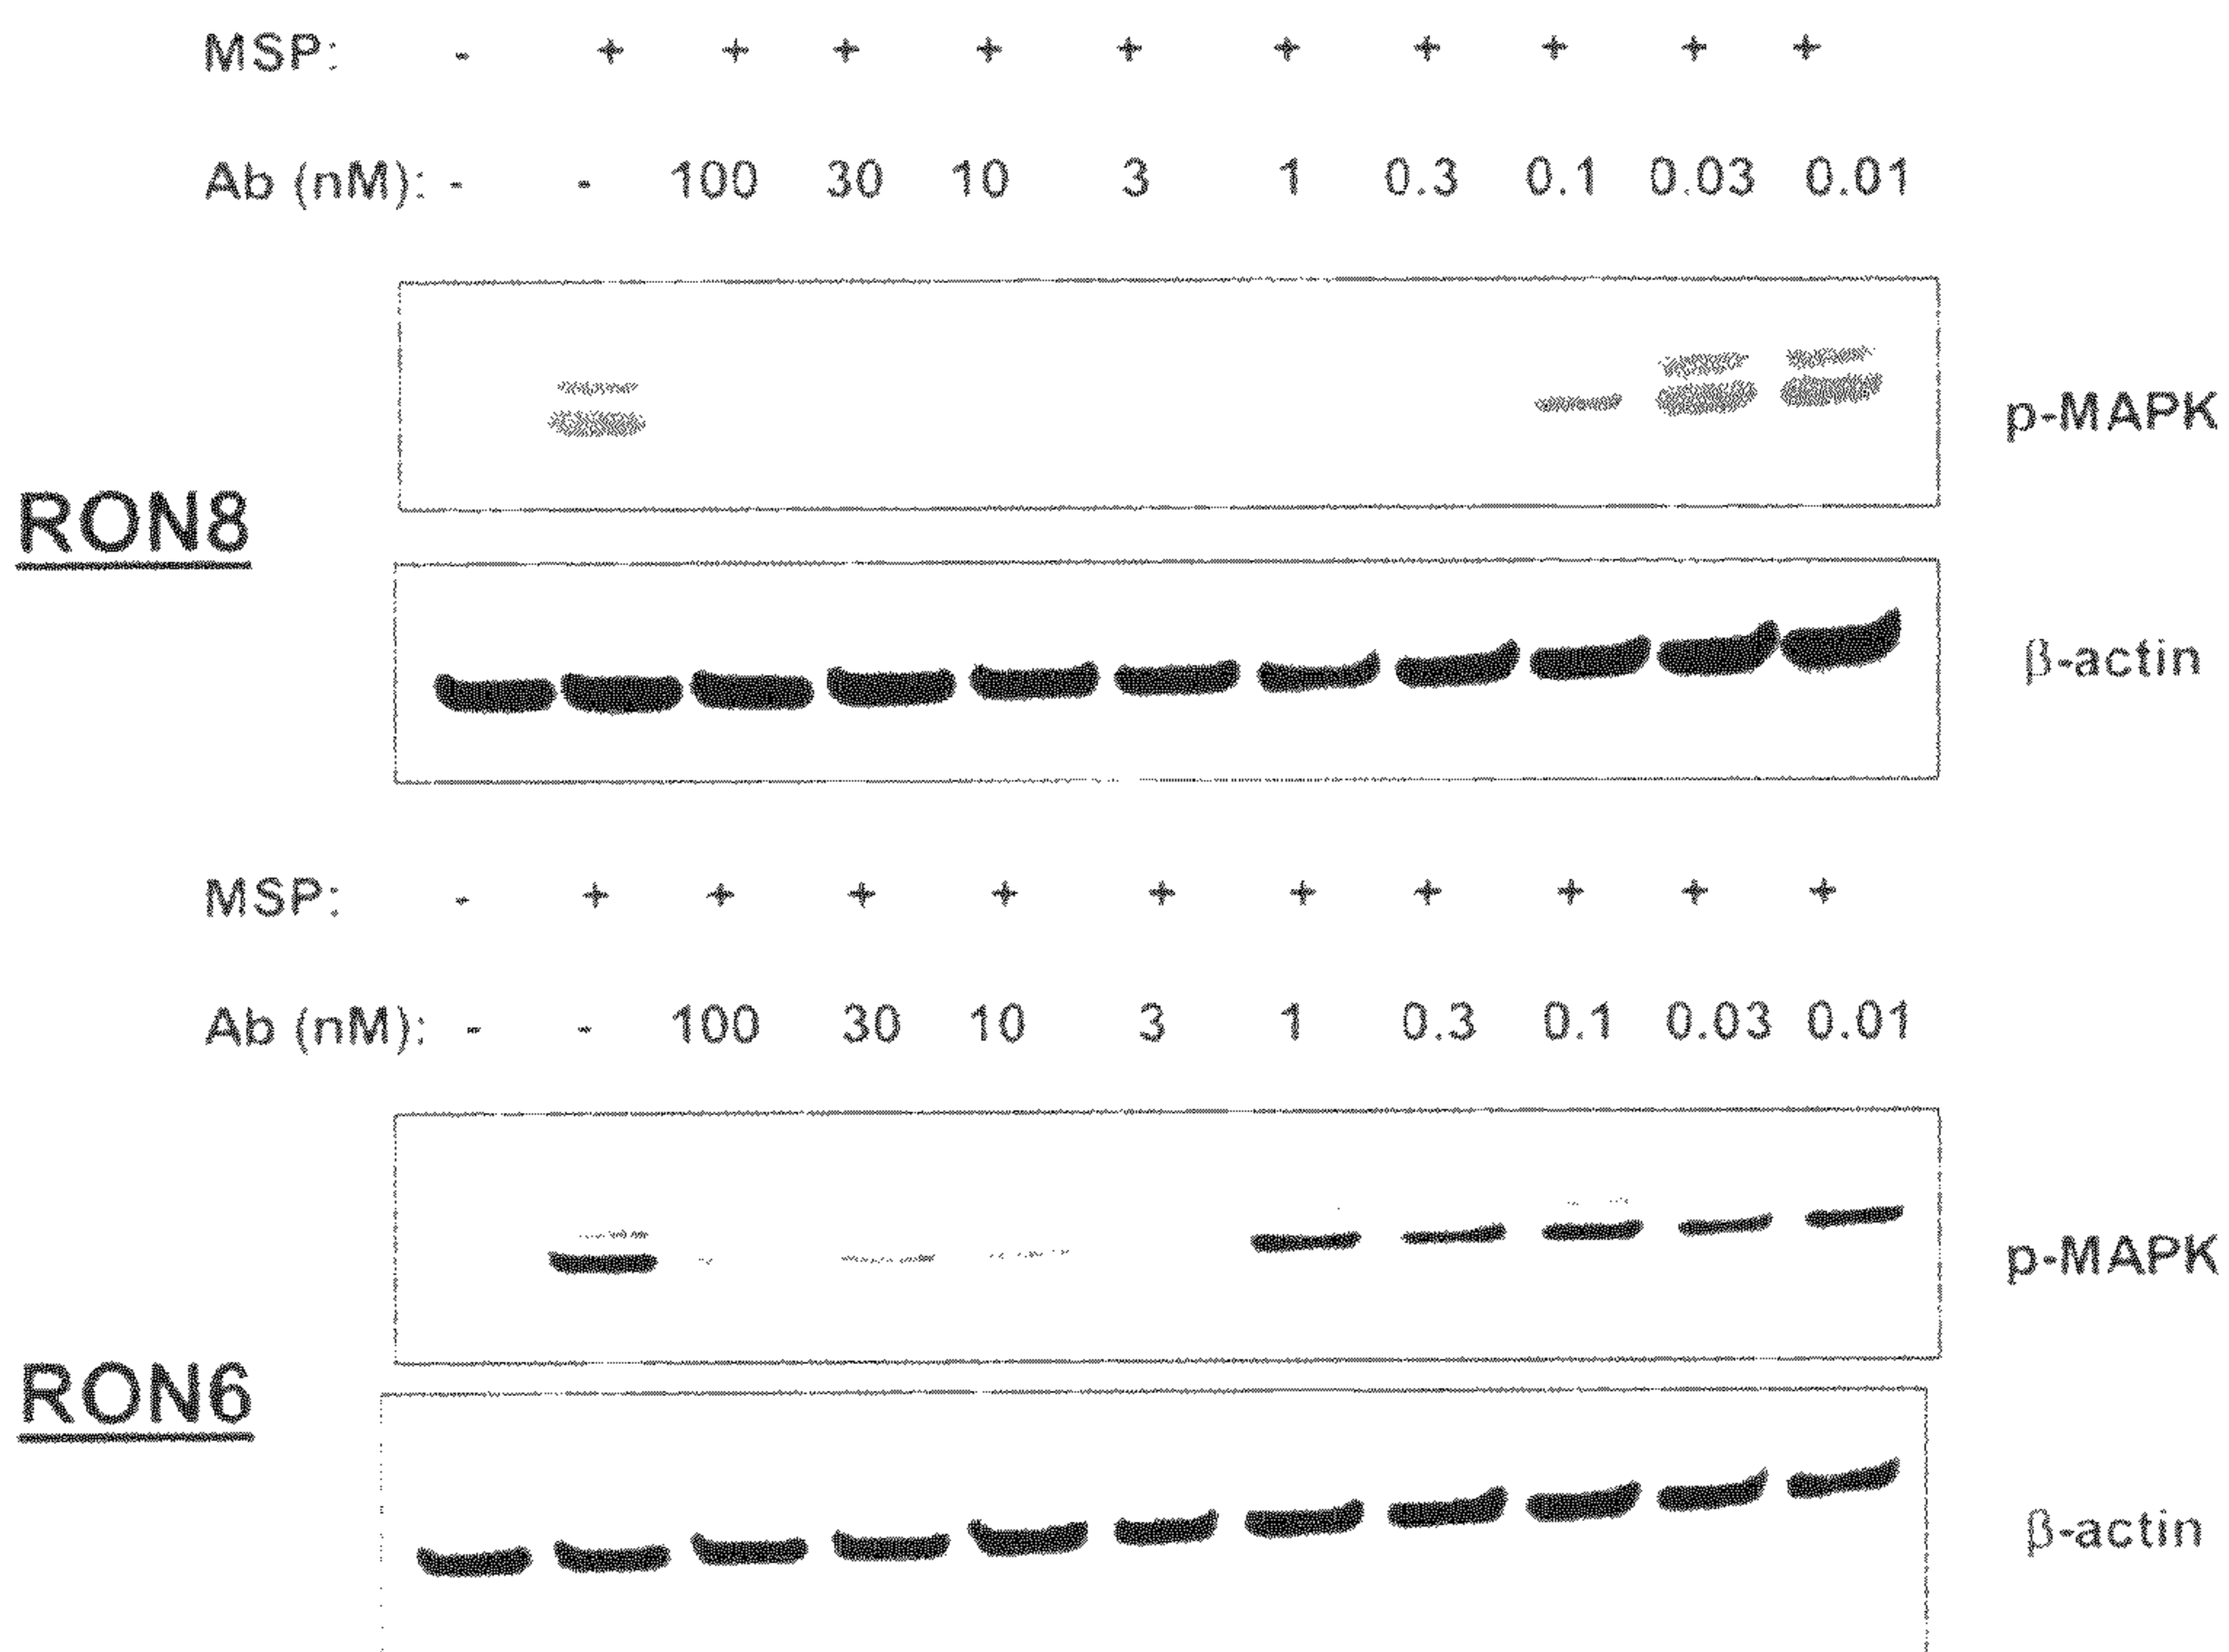 MSP: - + + + + + + + + + +
Ab (nM): - - 100 30 10 3 1 0.3 0.1 0.03 0.01
p-MAPK
RON8
β-actin
MSP: - + + + + + + + + + +
Ab (nM): - - 100 30 10 3 1 0.3 0.1 0.03 0.01
p-MAPK
RON6
β-actin